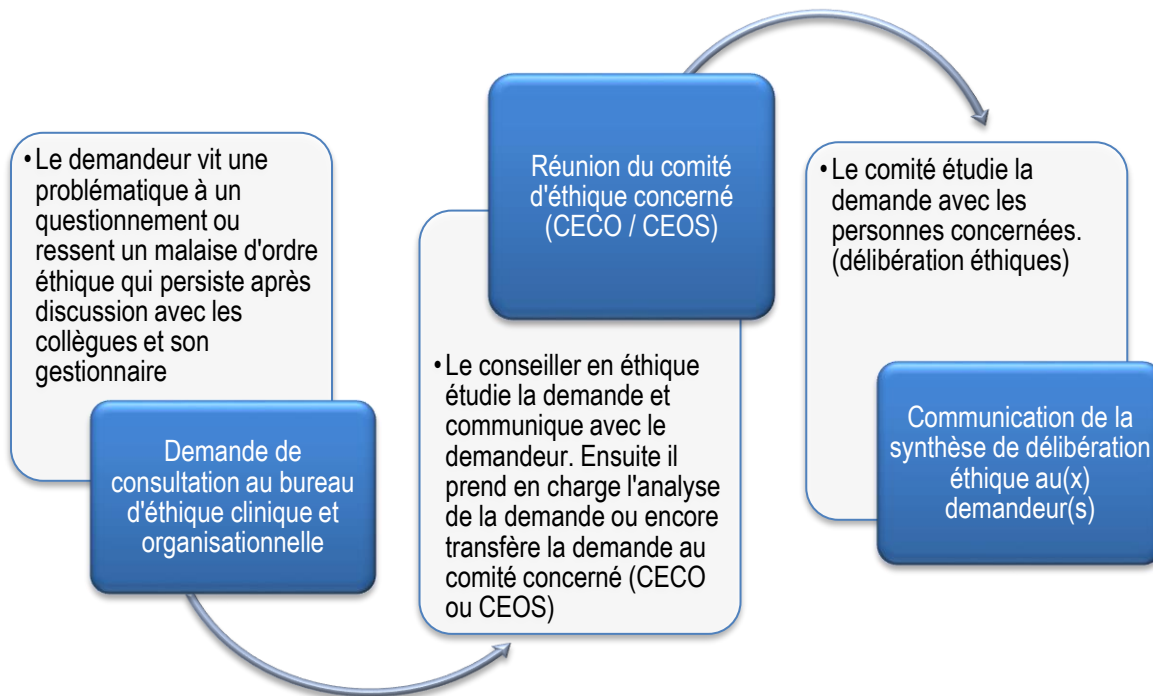 •Le demandeur vit une
problématique à un
questionnement ou
ressent un malaise d'ordre
éthique qui persiste après
discussion avec les
collègues et son
gestionnaire
Demande de
consultation au bureau
d'éthique clinique et
organisationnelle
Réunion du comité
d'éthique concerné
(CECO / CEOS)
•Le conseiller en éthique
étudie la demande et
communique avec le
demandeur. Ensuite il
prend en charge l'analyse
de la demande ou encore
transfère la demande au
comité concerné (CECO
ou CEOS)
•Le comité étudie la
demande avec les
personnes concernées.
(délibération éthiques)
Communication de la
synthèse de délibération
éthique au(x)
demandeur(s)